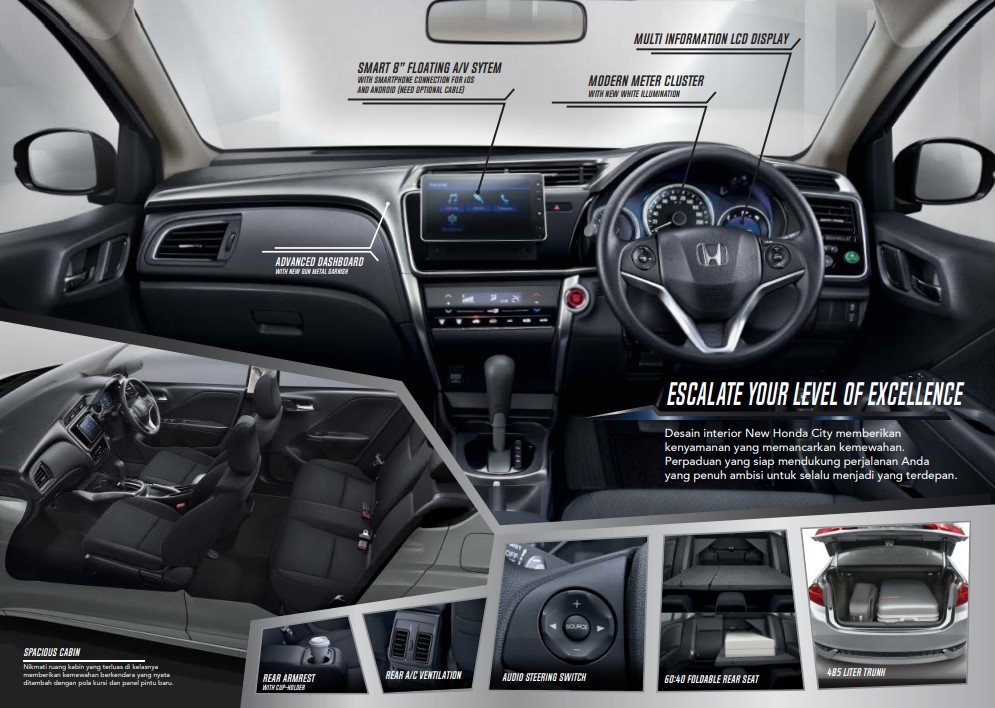 MULTI INFORMATION LCD DISPLAY
SMART 8” FLOATING A/V SYTEM
WITH SMARTPHONE CONNECTION FOR iOS
AND ANDROID (NEED OPTIONAL CABLE)
MODERN METER CLUSTER
WITH NEW WHITE ILLUMINATION
ADVANCED DASHBOARD
WITH NEW GUN METAL GARNISH
ESCALATE YOUR LEVEL OF EXCELLENCE
Desain interior New Honda City memberikan
kenyamanan yang memancarkan kemewahan.
Perpaduan yang siap mendukung perjalanan Anda
yang penuh ambisi untuk selalu menjadi yang terdepan.
SPACIOUS CABIN
Nikmati ruang kabin yang terluas di kelasnya
memberikan kemewahan berkendara yang nyata
ditambah dengan pola kursi dan panel pintu baru.
REAR ARMREST
WITH CUP-HOLDER
REAR A/C VENTILATION
OFF
+
SOURCE
−
AUDIO STEERING SWITCH
60:40 FOLDABLE REAR SEAT
485 LITER TRUNK